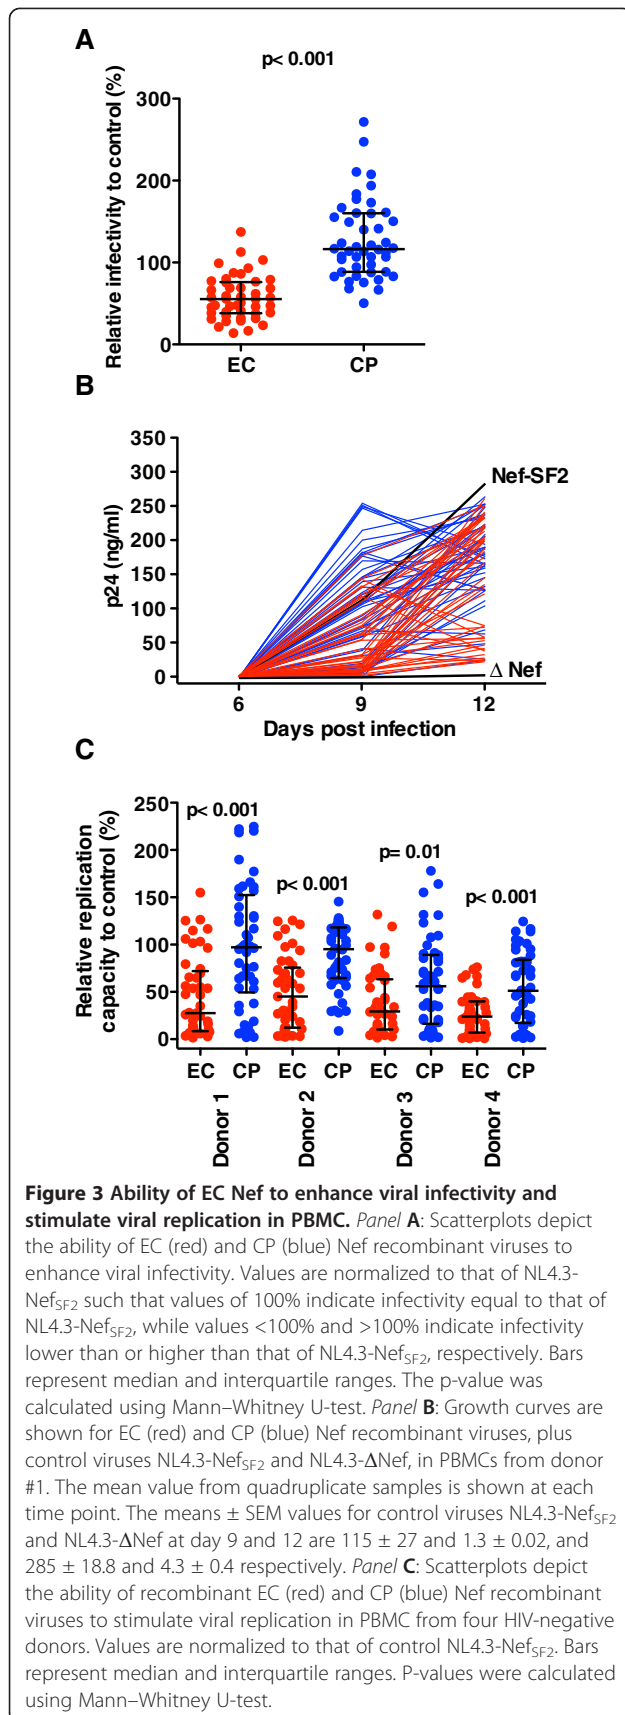 A
p< 0.001
Relative infectivity to control (%)
300
200
100
0
EC CP
B
p24 (ng/ml)
350
300
250
200
150
100
50
0
Nef-SF2
Δ Nef
6 9 12
Days post infection
C
Relative replication
capacity to control (%)
250
200
150
100
50
0
p< 0.001
p< 0.001
p= 0.01
p< 0.001
EC CP EC CP EC CP EC CP
Donor 1
Donor 2
Donor 3
Donor 4
Figure 3 Ability of EC Nef to enhance viral infectivity and
stimulate viral replication in PBMC. Panel A: Scatterplots depict
the ability of EC (red) and CP (blue) Nef recombinant viruses to
enhance viral infectivity. Values are normalized to that of NL4.3-
NefSF2 such that values of 100% indicate infectivity equal to that of
NL4.3-NefSF2, while values <100% and >100% indicate infectivity
lower than or higher than that of NL4.3-NefSF2, respectively. Bars
represent median and interquartile ranges. The p-value was
calculated using Mann–Whitney U-test. Panel B: Growth curves are
shown for EC (red) and CP (blue) Nef recombinant viruses, plus
control viruses NL4.3-NefSF2 and NL4.3-ΔNef, in PBMCs from donor
#1. The mean value from quadruplicate samples is shown at each
time point. The means ± SEM values for control viruses NL4.3-NefSF2
and NL4.3-ΔNef at day 9 and 12 are 115 ± 27 and 1.3 ± 0.02, and
285 ± 18.8 and 4.3 ± 0.4 respectively. Panel C: Scatterplots depict
the ability of recombinant EC (red) and CP (blue) Nef recombinant
viruses to stimulate viral replication in PBMC from four HIV-negative
donors. Values are normalized to that of control NL4.3-NefSF2. Bars
represent median and interquartile ranges. P-values were calculated
using Mann–Whitney U-test.